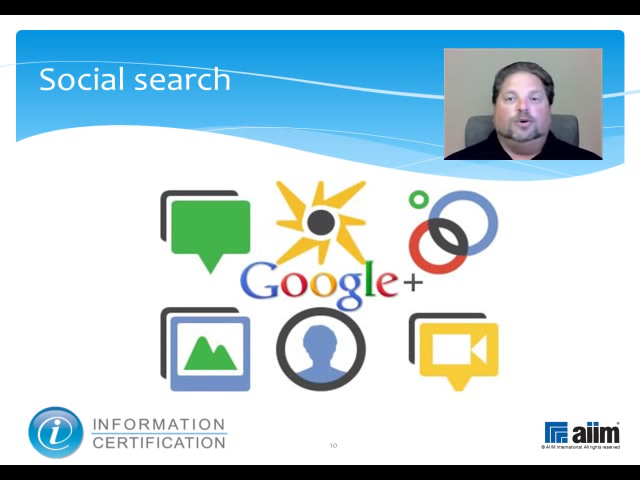 Social search
Google+
i INFORMATION
CERTIFICATION
10
aiim
© AIIM International. All rights reserved